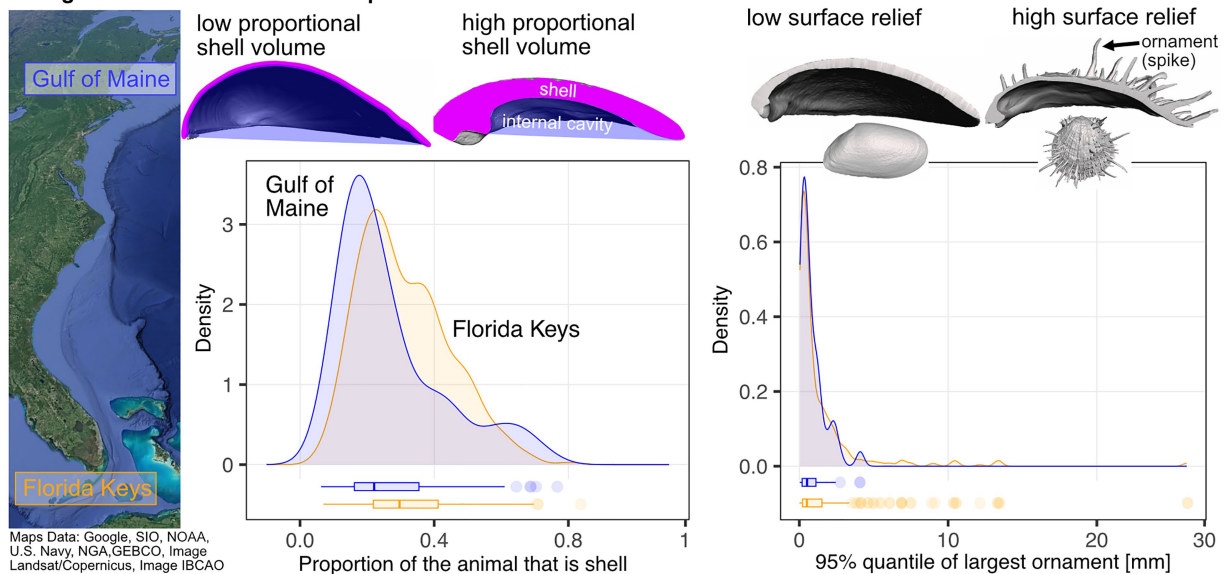 low proportional
shell volume
high proportional
shell volume
low surface relief
high surface relief
ornament
(spike)
Gulf of Maine
shell
internal cavity
Gulf of
Maine
Florida Keys
Density
3
2
1
0
0.0
0.4
0.8
1
Proportion of the animal that is shell
Density
0.8
0.6
0.4
0.2
0.0
0
10
20
30
95% quantile of largest ornament [mm]
Florida Keys
Maps Data: Google, SIO, NOAA,
U.S. Navy, NGA,GEBCO, Image
Landsat/Copernicus, Image IBCAO